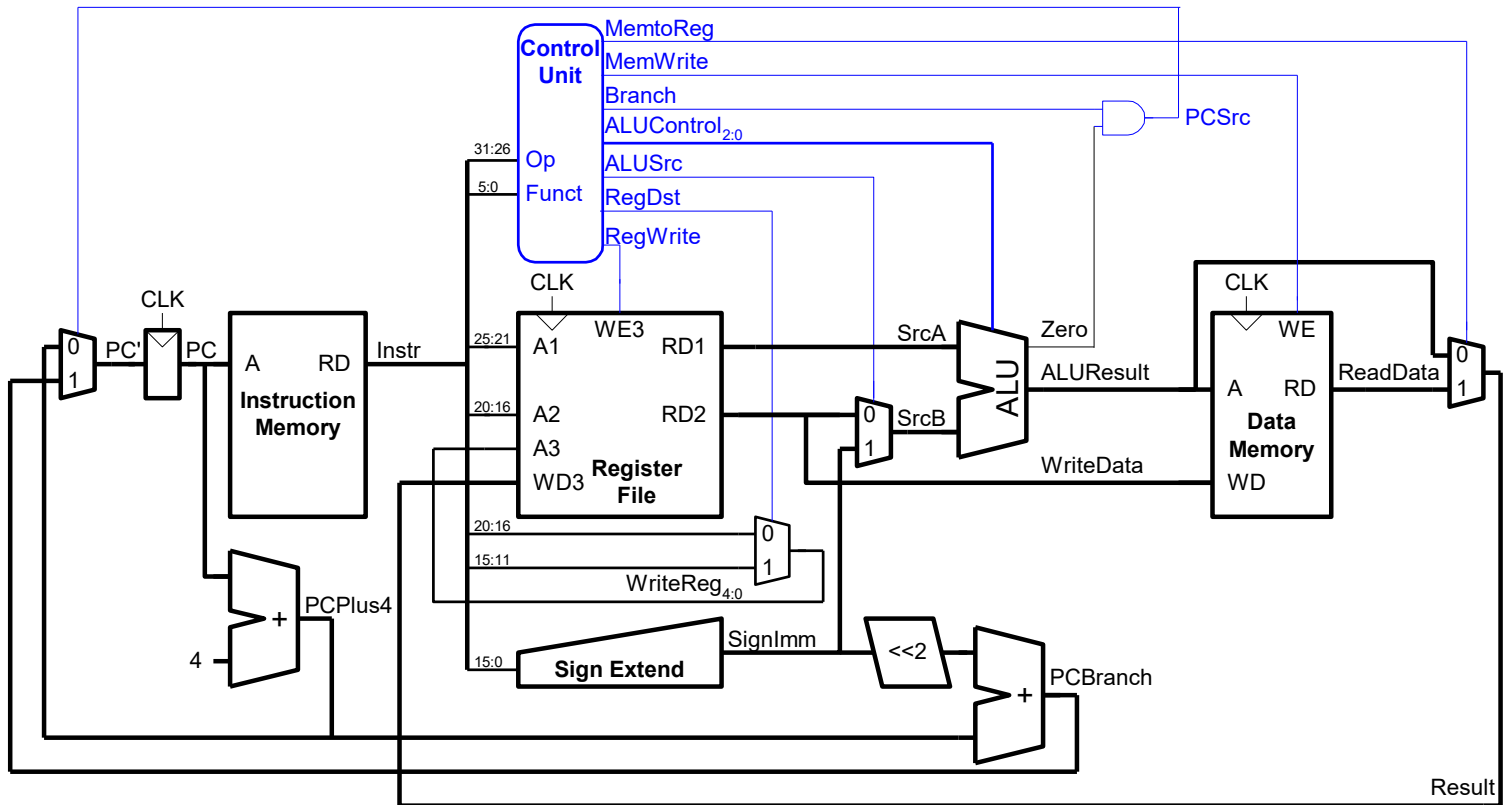 MemtoReg
Control
Unit
MemWrite
Branch
PCSrc
ALUControl2:0
31:26
Op
ALUSrc
5:0
Funct
RegDst
RegWrite
CLK
CLK
CLK
0
1
PC'
PC
A
RD
Instruction
Memory
Instr
25:21
A1
WE3
RD1
20:16
A2
RD2
A3
WD3
Register
File
SrcA
0
1
SrcB
ALU
Zero
ALUResult
WriteData
WE
A
RD
Data
Memory
WD
ReadData
0
1
20:16
0
15:11
1
WriteReg4:0
PCPlus4
+
4
15:0
Sign Extend
SignImm
<<2
+
PCBranch
Result